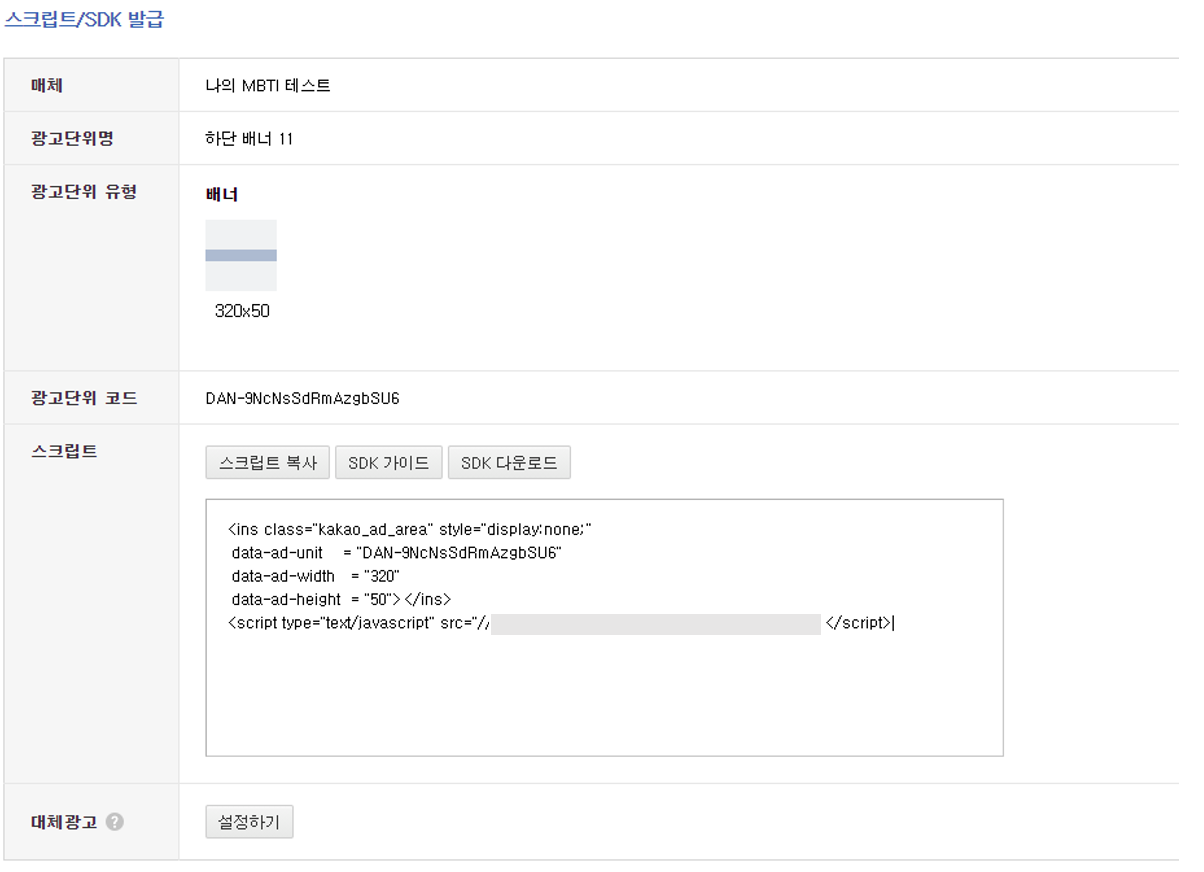 스크립트/SDK 발급
매체
나의 MBTI 테스트
광고단위명
하단 배너 11
광고단위 유형
배너
320x50
광고단위 코드
DAN-9NcNsSdRmAzgbSU6
스크립트
스크립트 복사 SDK 가이드 SDK 다운로드
<ins class="kakao_ad_area" style="display:none;"
data-ad-unit = "DAN-9NcNsSdRmAzgbSU6"
data-ad-width = "320"
data-ad-height = "50"></ins>
<script type="text/javascript" src="// </script>
대체광고 ?
설정하기